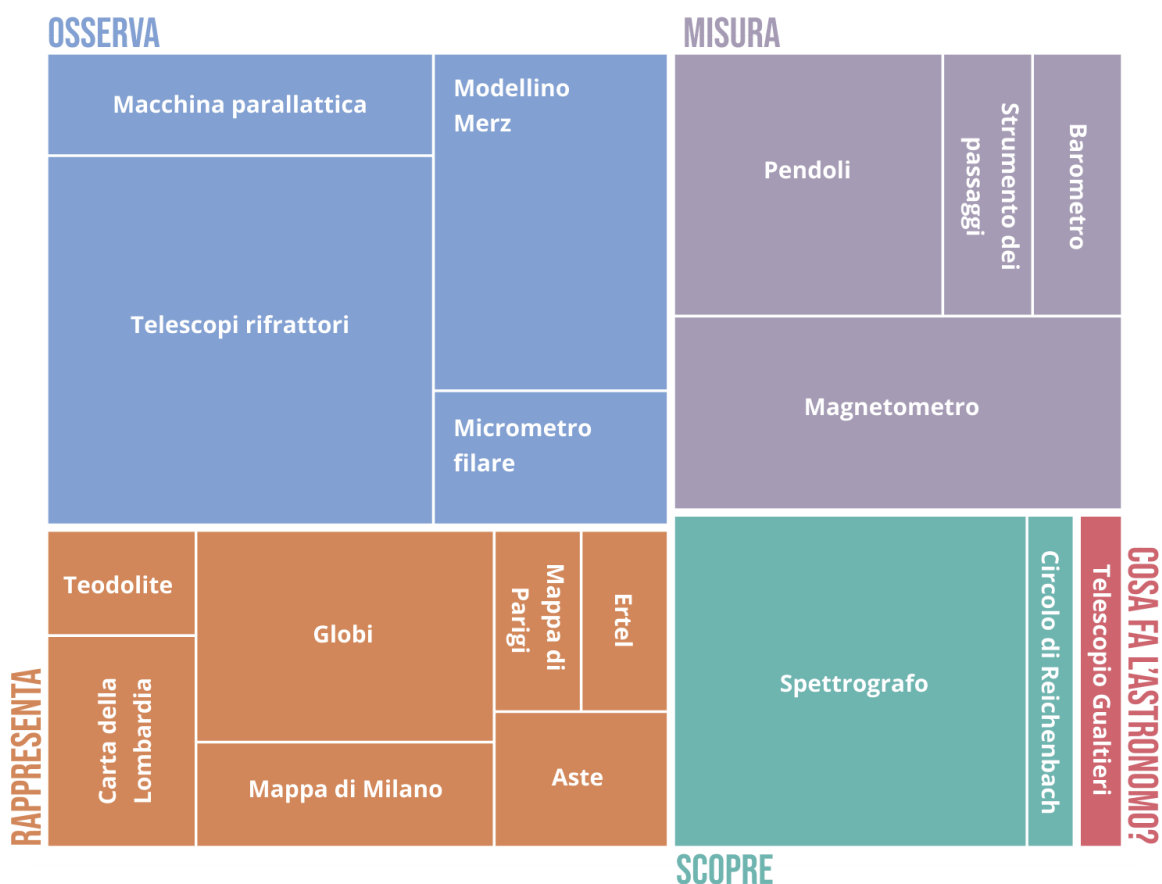 OSSERVA
Macchina parallattica
Modellino
Merz
Telescopi rifrattori
Micrometro
filare
MISURA
Pendoli
Strumento dei
passaggi
Barometro
Magnetometro
RAPPRESENTA
Teodolite
Globi
Mappa di
Parigi
Ertel
Carta della
Lombardia
Mappa di Milano
Aste
Spettrografo
Circolo di Reichenbach
SCOPRE
Telescopio Gualtieri
COSA FA L'ASTRONOMO?